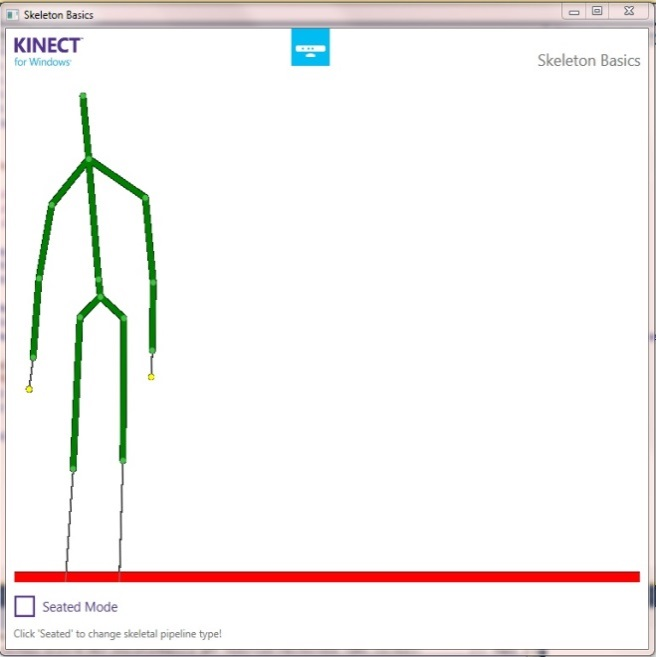 Skeleton Basics
KINECT
for Windows
Skeleton Basics
Seated Mode
Click 'Seated' to change skeletal pipeline type!